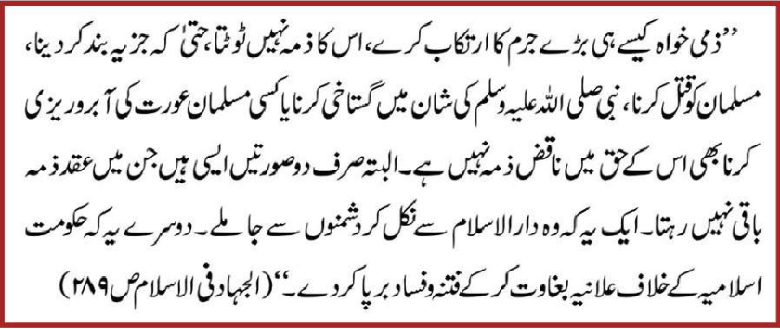 ”ذمی خواہ کیسے ہی بڑے جرم کا ارتکاب کرے، اس کا ذمہ نہیں ٹوٹتا، حتیٰ کہ جزیہ بند کر دینا،
مسلمان کو قتل کرنا، نبی صلی اللہ علیہ وسلم کی شان میں گستاخی کرنا یا کسی مسلمان عورت کی آبروریزی
کرنا بھی اس کے حق میں ناقض ذمہ نہیں ہے۔ البتہ صرف دو صورتیں ایسی ہیں جن میں عقد ذمہ
باقی نہیں رہتا۔ ایک یہ کہ وہ دارالاسلام سے نکل کر دشمنوں سے جا ملے۔ دوسرے یہ کہ حکومت
اسلامیہ کے خلاف علانیہ بغاوت کر کے فتنہ و فساد برپا کر دے۔“ (الجہاد فی الاسلام ص ۲۸۹)